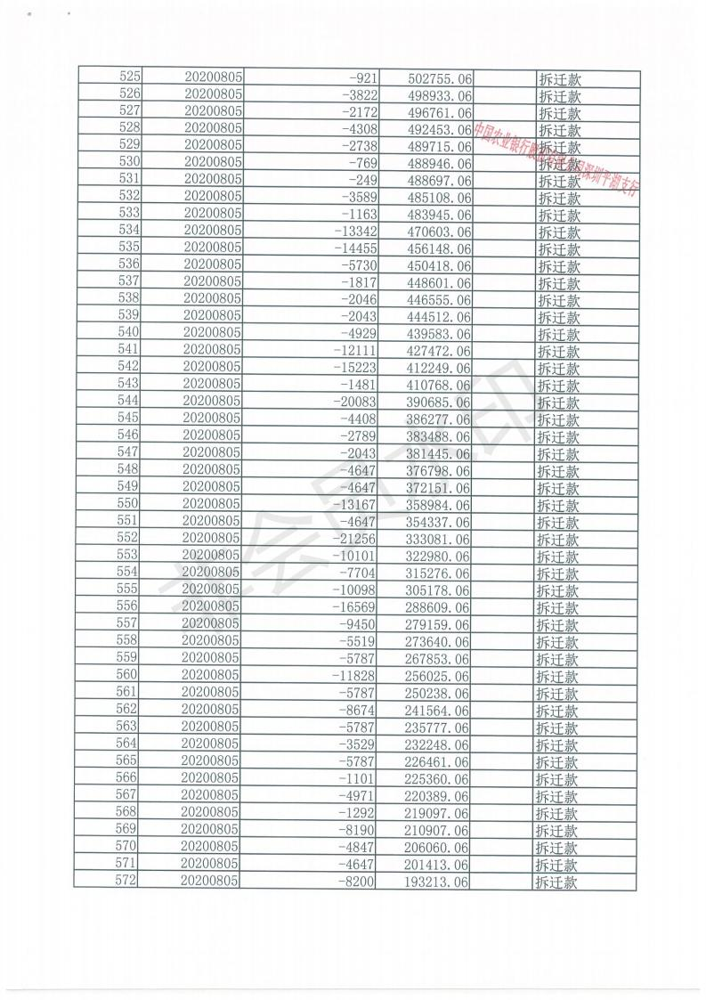 525 20200805 -921 502755.06 拆迁款
526 20200805 -3822 498933.06 拆迁款
527 20200805 -2172 496761.06 拆迁款
528 20200805 -4308 492453.06 拆迁款
529 20200805 -2738 489715.06 拆迁款
530 20200805 -769 488946.06 拆迁款
531 20200805 -249 488697.06 拆迁款
532 20200805 -3589 485108.06 拆迁款
533 20200805 -1163 483945.06 拆迁款
534 20200805 -13342 470603.06 拆迁款
535 20200805 -14455 456148.06 拆迁款
536 20200805 -5730 450418.06 拆迁款
537 20200805 -1817 448601.06 拆迁款
538 20200805 -2046 446555.06 拆迁款
539 20200805 -2043 444512.06 拆迁款
540 20200805 -4929 439583.06 拆迁款
541 20200805 -12111 427472.06 拆迁款
542 20200805 -15223 412249.06 拆迁款
543 20200805 -1481 410768.06 拆迁款
544 20200805 -20083 390685.06 拆迁款
545 20200805 -4408 386277.06 拆迁款
546 20200805 -2789 383488.06 拆迁款
547 20200805 -2043 381445.06 拆迁款
548 20200805 -4647 376798.06 拆迁款
549 20200805 -4647 372151.06 拆迁款
550 20200805 -13167 358984.06 拆迁款
551 20200805 -4647 354337.06 拆迁款
552 20200805 -21256 333081.06 拆迁款
553 20200805 -10101 322980.06 拆迁款
554 20200805 -7704 315276.06 拆迁款
555 20200805 -10098 305178.06 拆迁款
556 20200805 -16569 288609.06 拆迁款
557 20200805 -9450 279159.06 拆迁款
558 20200805 -5519 273640.06 拆迁款
559 20200805 -5787 267853.06 拆迁款
560 20200805 -11828 256025.06 拆迁款
561 20200805 -5787 250238.06 拆迁款
562 20200805 -8674 241564.06 拆迁款
563 20200805 -5787 235777.06 拆迁款
564 20200805 -3529 232248.06 拆迁款
565 20200805 -5787 226461.06 拆迁款
566 20200805 -1101 225360.06 拆迁款
567 20200805 -4971 220389.06 拆迁款
568 20200805 -1292 219097.06 拆迁款
569 20200805 -8190 210907.06 拆迁款
570 20200805 -4847 206060.06 拆迁款
571 20200805 -4647 201413.06 拆迁款
572 20200805 -8200 193213.06 拆迁款
中国农业银行股份有限公司深圳平湖支行
非会员水印